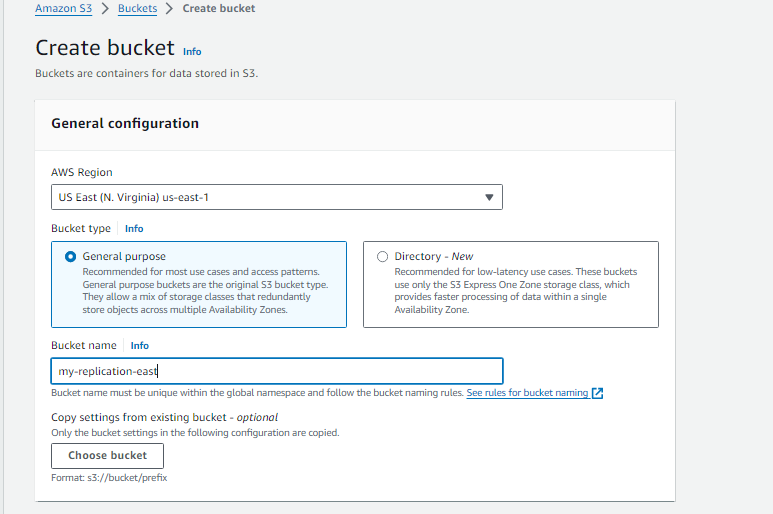 Amazon S3 > Buckets > Create bucket
Create bucket Info
Buckets are containers for data stored in S3.
General configuration
AWS Region
US East (N. Virginia) us-east-1
Bucket type Info
General purpose
Recommended for most use cases and access patterns.
General purpose buckets are the original S3 bucket type.
They allow a mix of storage classes that redundantly
store objects across multiple Availability Zones.
Directory - New
Recommended for low-latency use cases. These buckets
use only the S3 Express One Zone storage class, which
provides faster processing of data within a single
Availability Zone.
Bucket name Info
my-replication-east
Bucket name must be unique within the global namespace and follow the bucket naming rules. See rules for bucket naming
Copy settings from existing bucket - optional
Only the bucket settings in the following configuration are copied.
Choose bucket
Format: s3://bucket/prefix